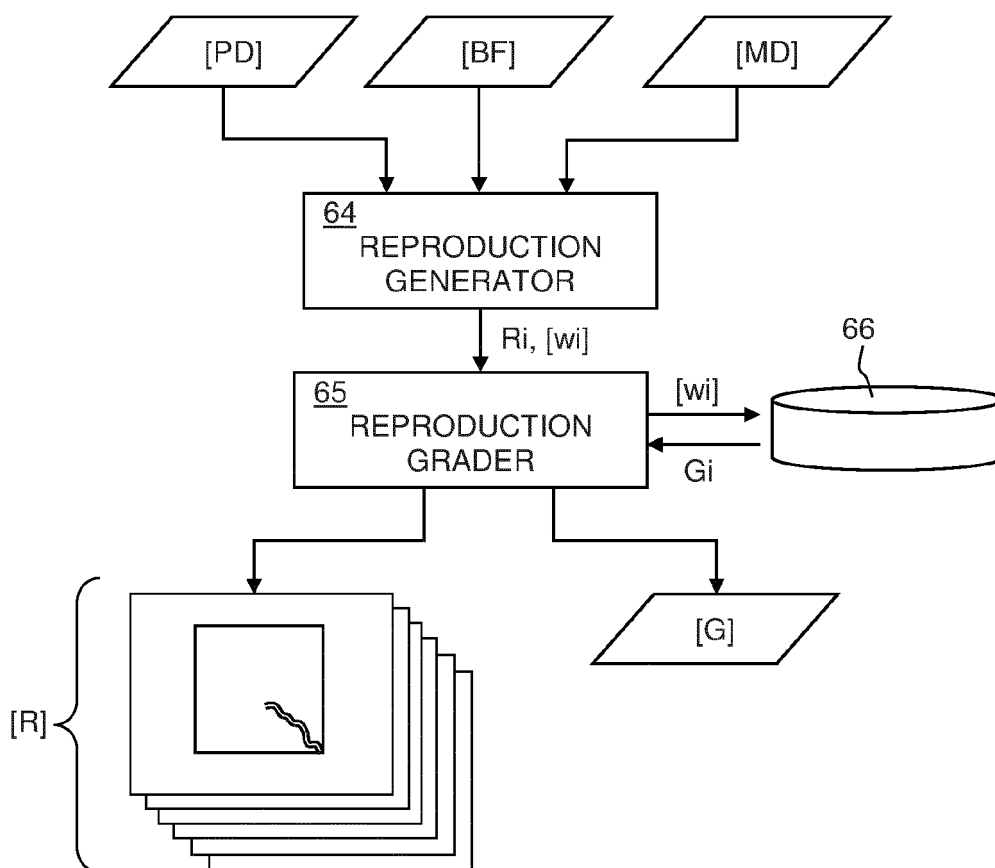 [PD]
[BF]
[MD]
64
REPRODUCTION
GENERATOR
Ri, [wi]
66
65
REPRODUCTION
GRADER
[wi]
Gi
[G]
[R]